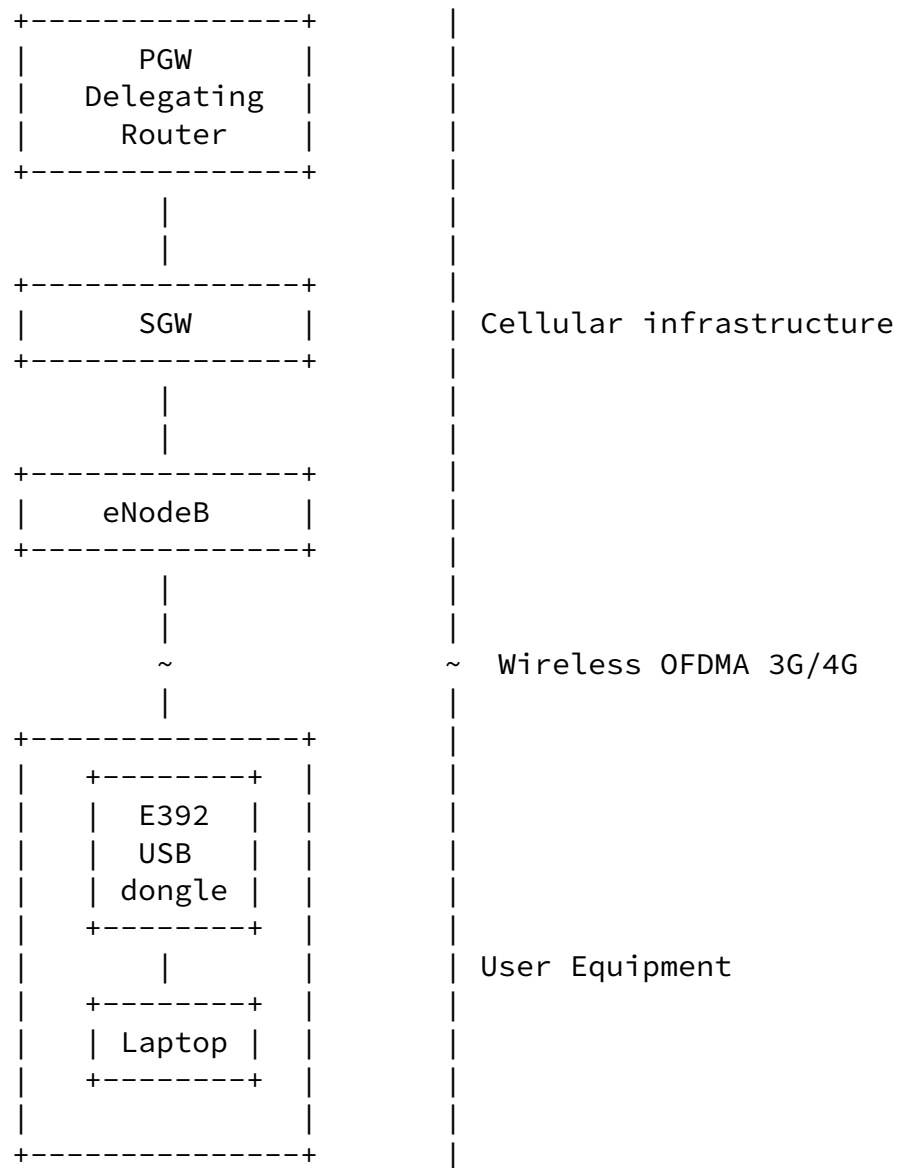 PGW
Delegating
Router
SGW
Cellular infrastructure
eNodeB
~ ~ Wireless OFDMA 3G/4G
E392
USB
dongle
User Equipment
Laptop